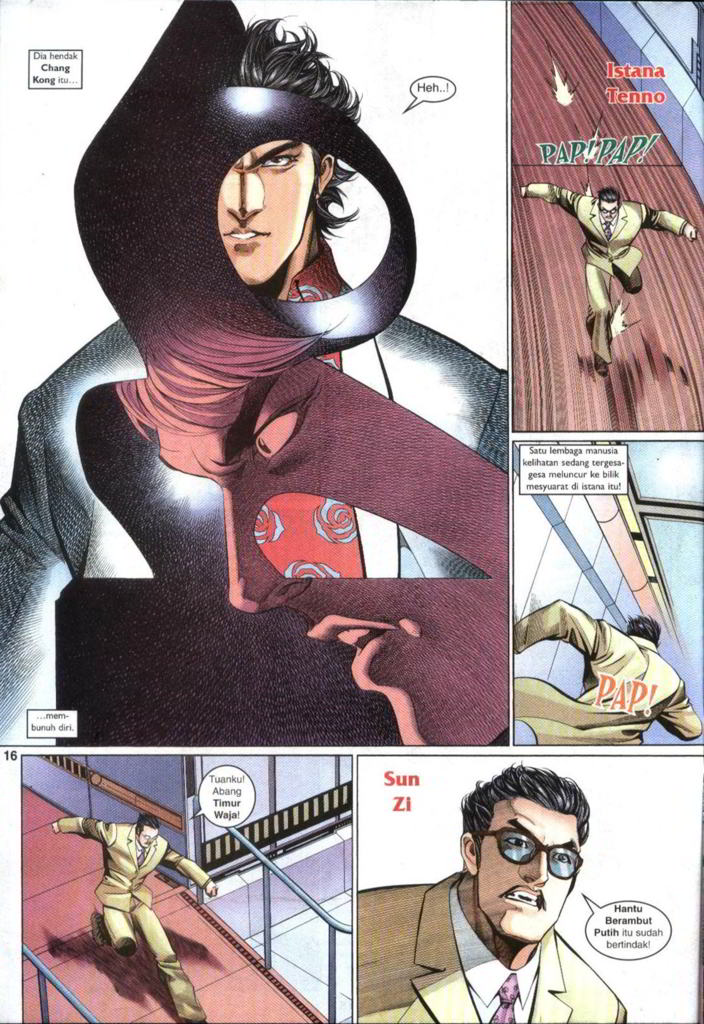 Dia hendak
Chang
Kong itu...
Heh..!
...mem-
bunuh diri.
Istana
Tenno
PAP! PAP!
Satu lembaga manusia
kelihatan sedang tergesa-
gesa meluncur ke bilik
mesyuarat di istana itu!
PAP!
16
Tuanku!
Abang
Timur
Waja!
Sun
Zi
Hantu
Berambut
Putih itu sudah
bertindak!